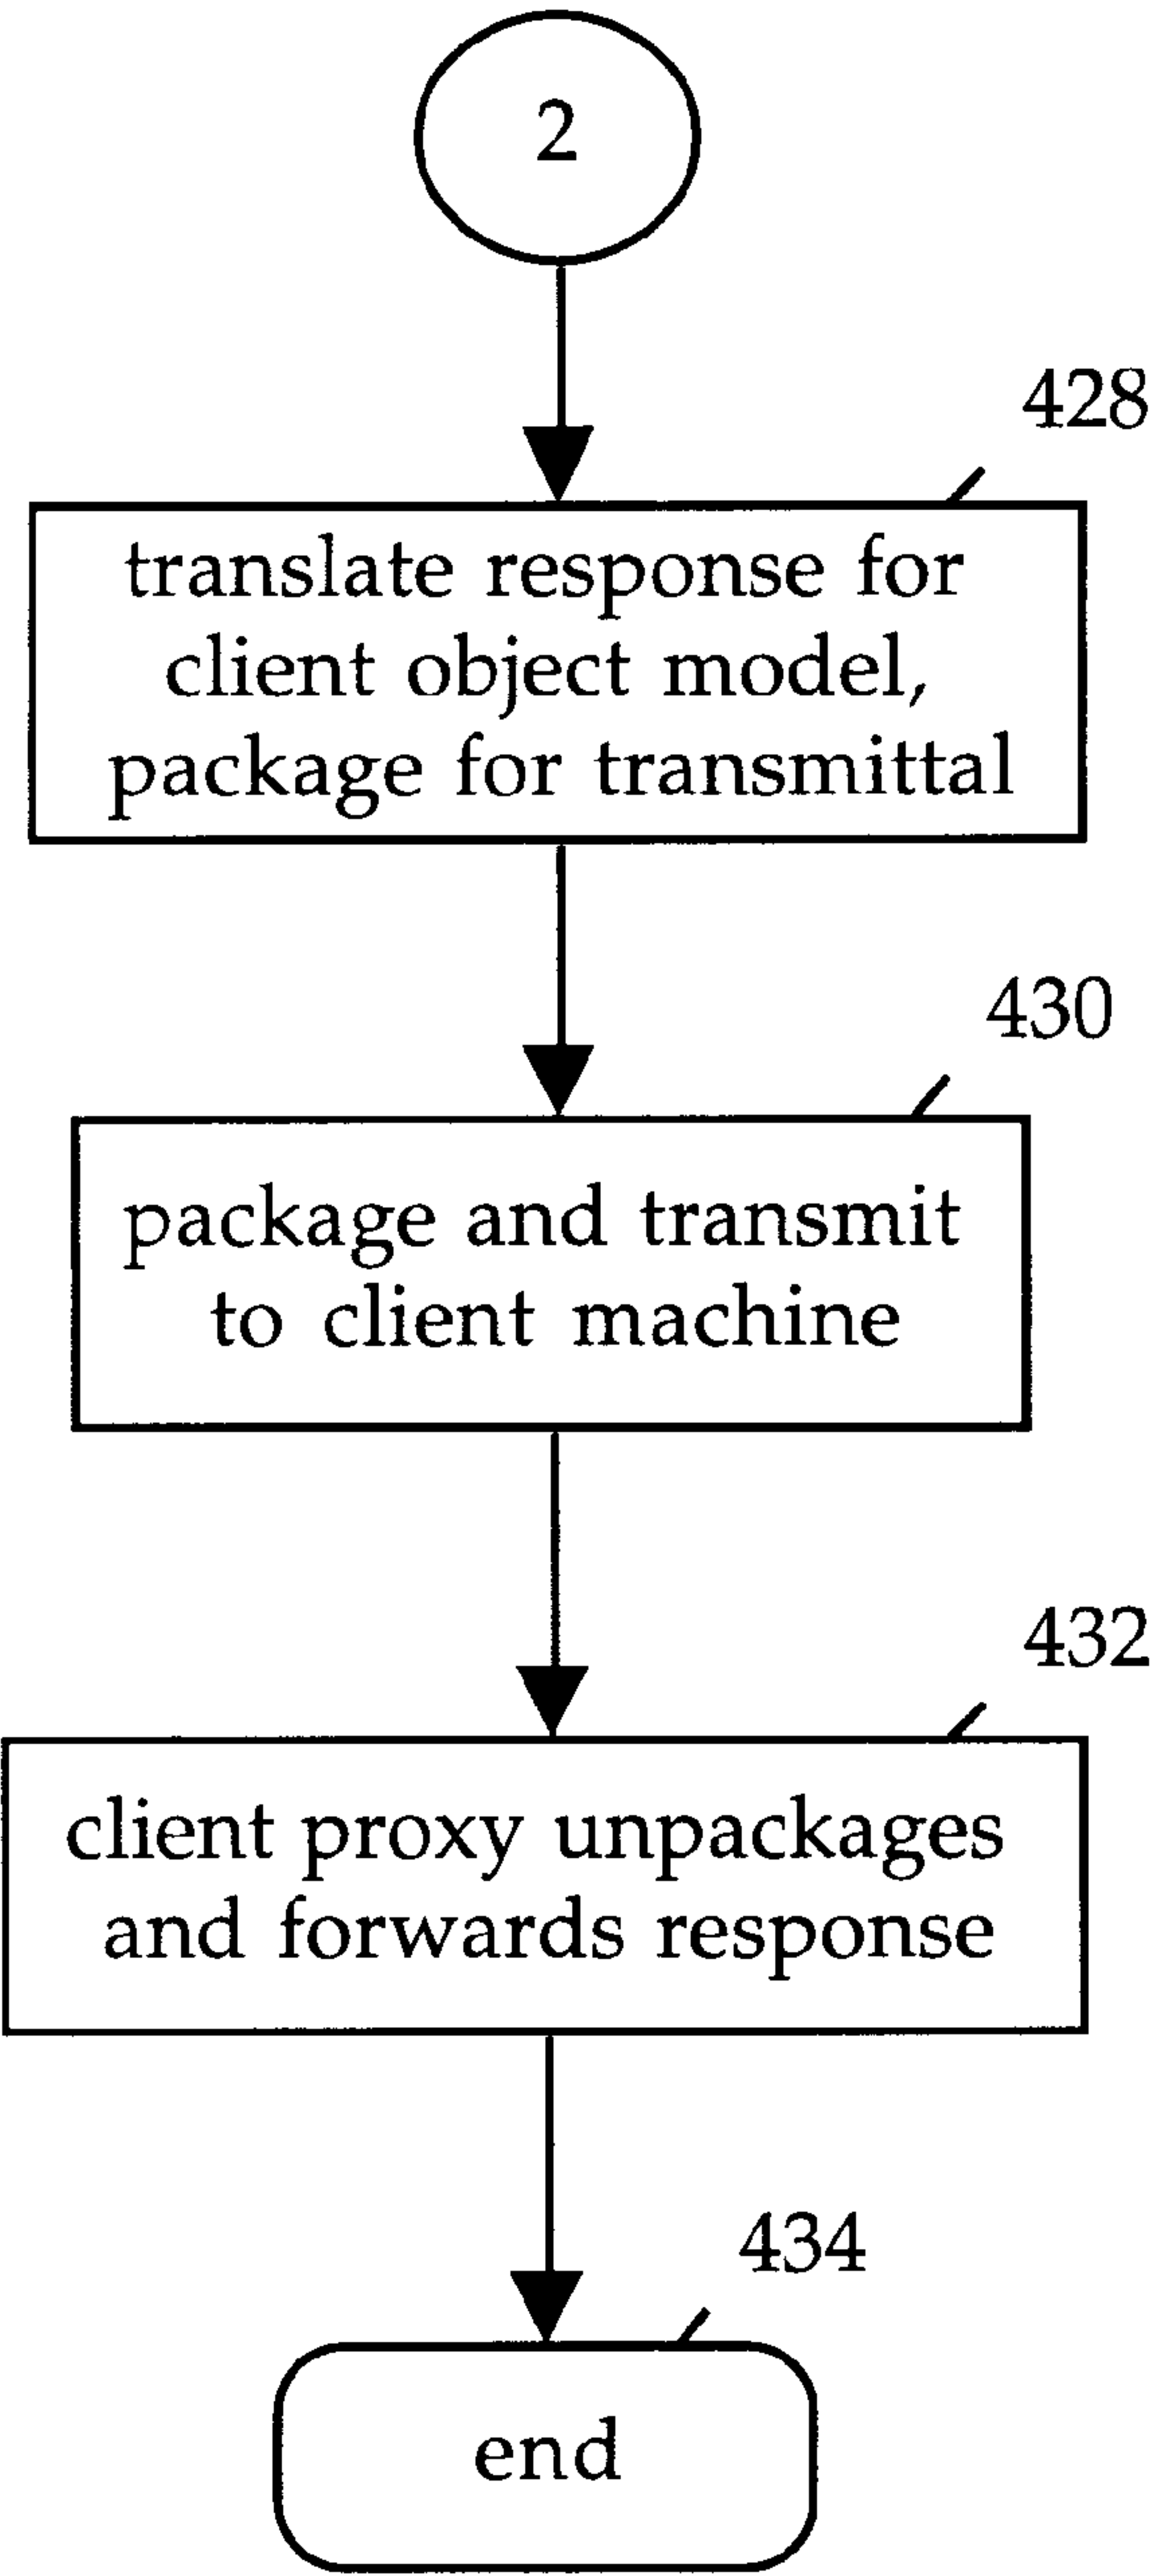 2
428
translate response for
client object model,
package for transmittal
430
package and transmit
to client machine
432
client proxy unpackages
and forwards response
434
end